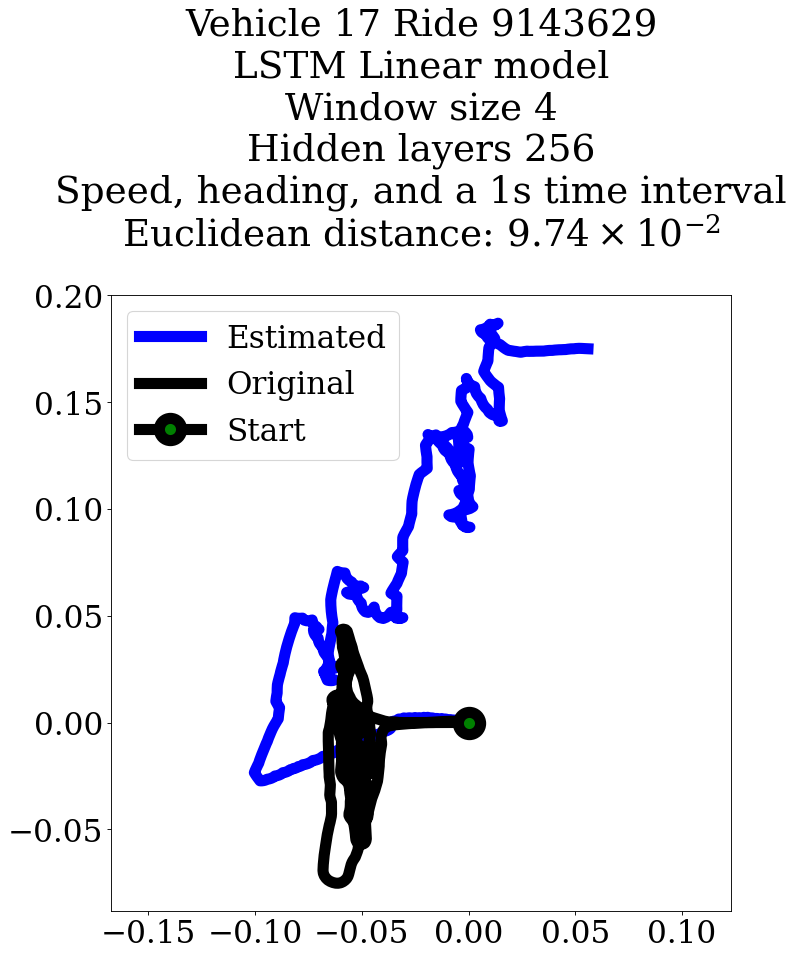 Vehicle 17 Ride 9143629
LSTM Linear model
Window size 4
Hidden layers 256
Speed, heading, and a 1s time interval
Euclidean distance: 9.74 × 10⁻²
0.20
0.15
0.10
0.05
0.00
−0.05
Estimated
Original
Start
−0.15 −0.10 −0.05 0.00 0.05 0.10